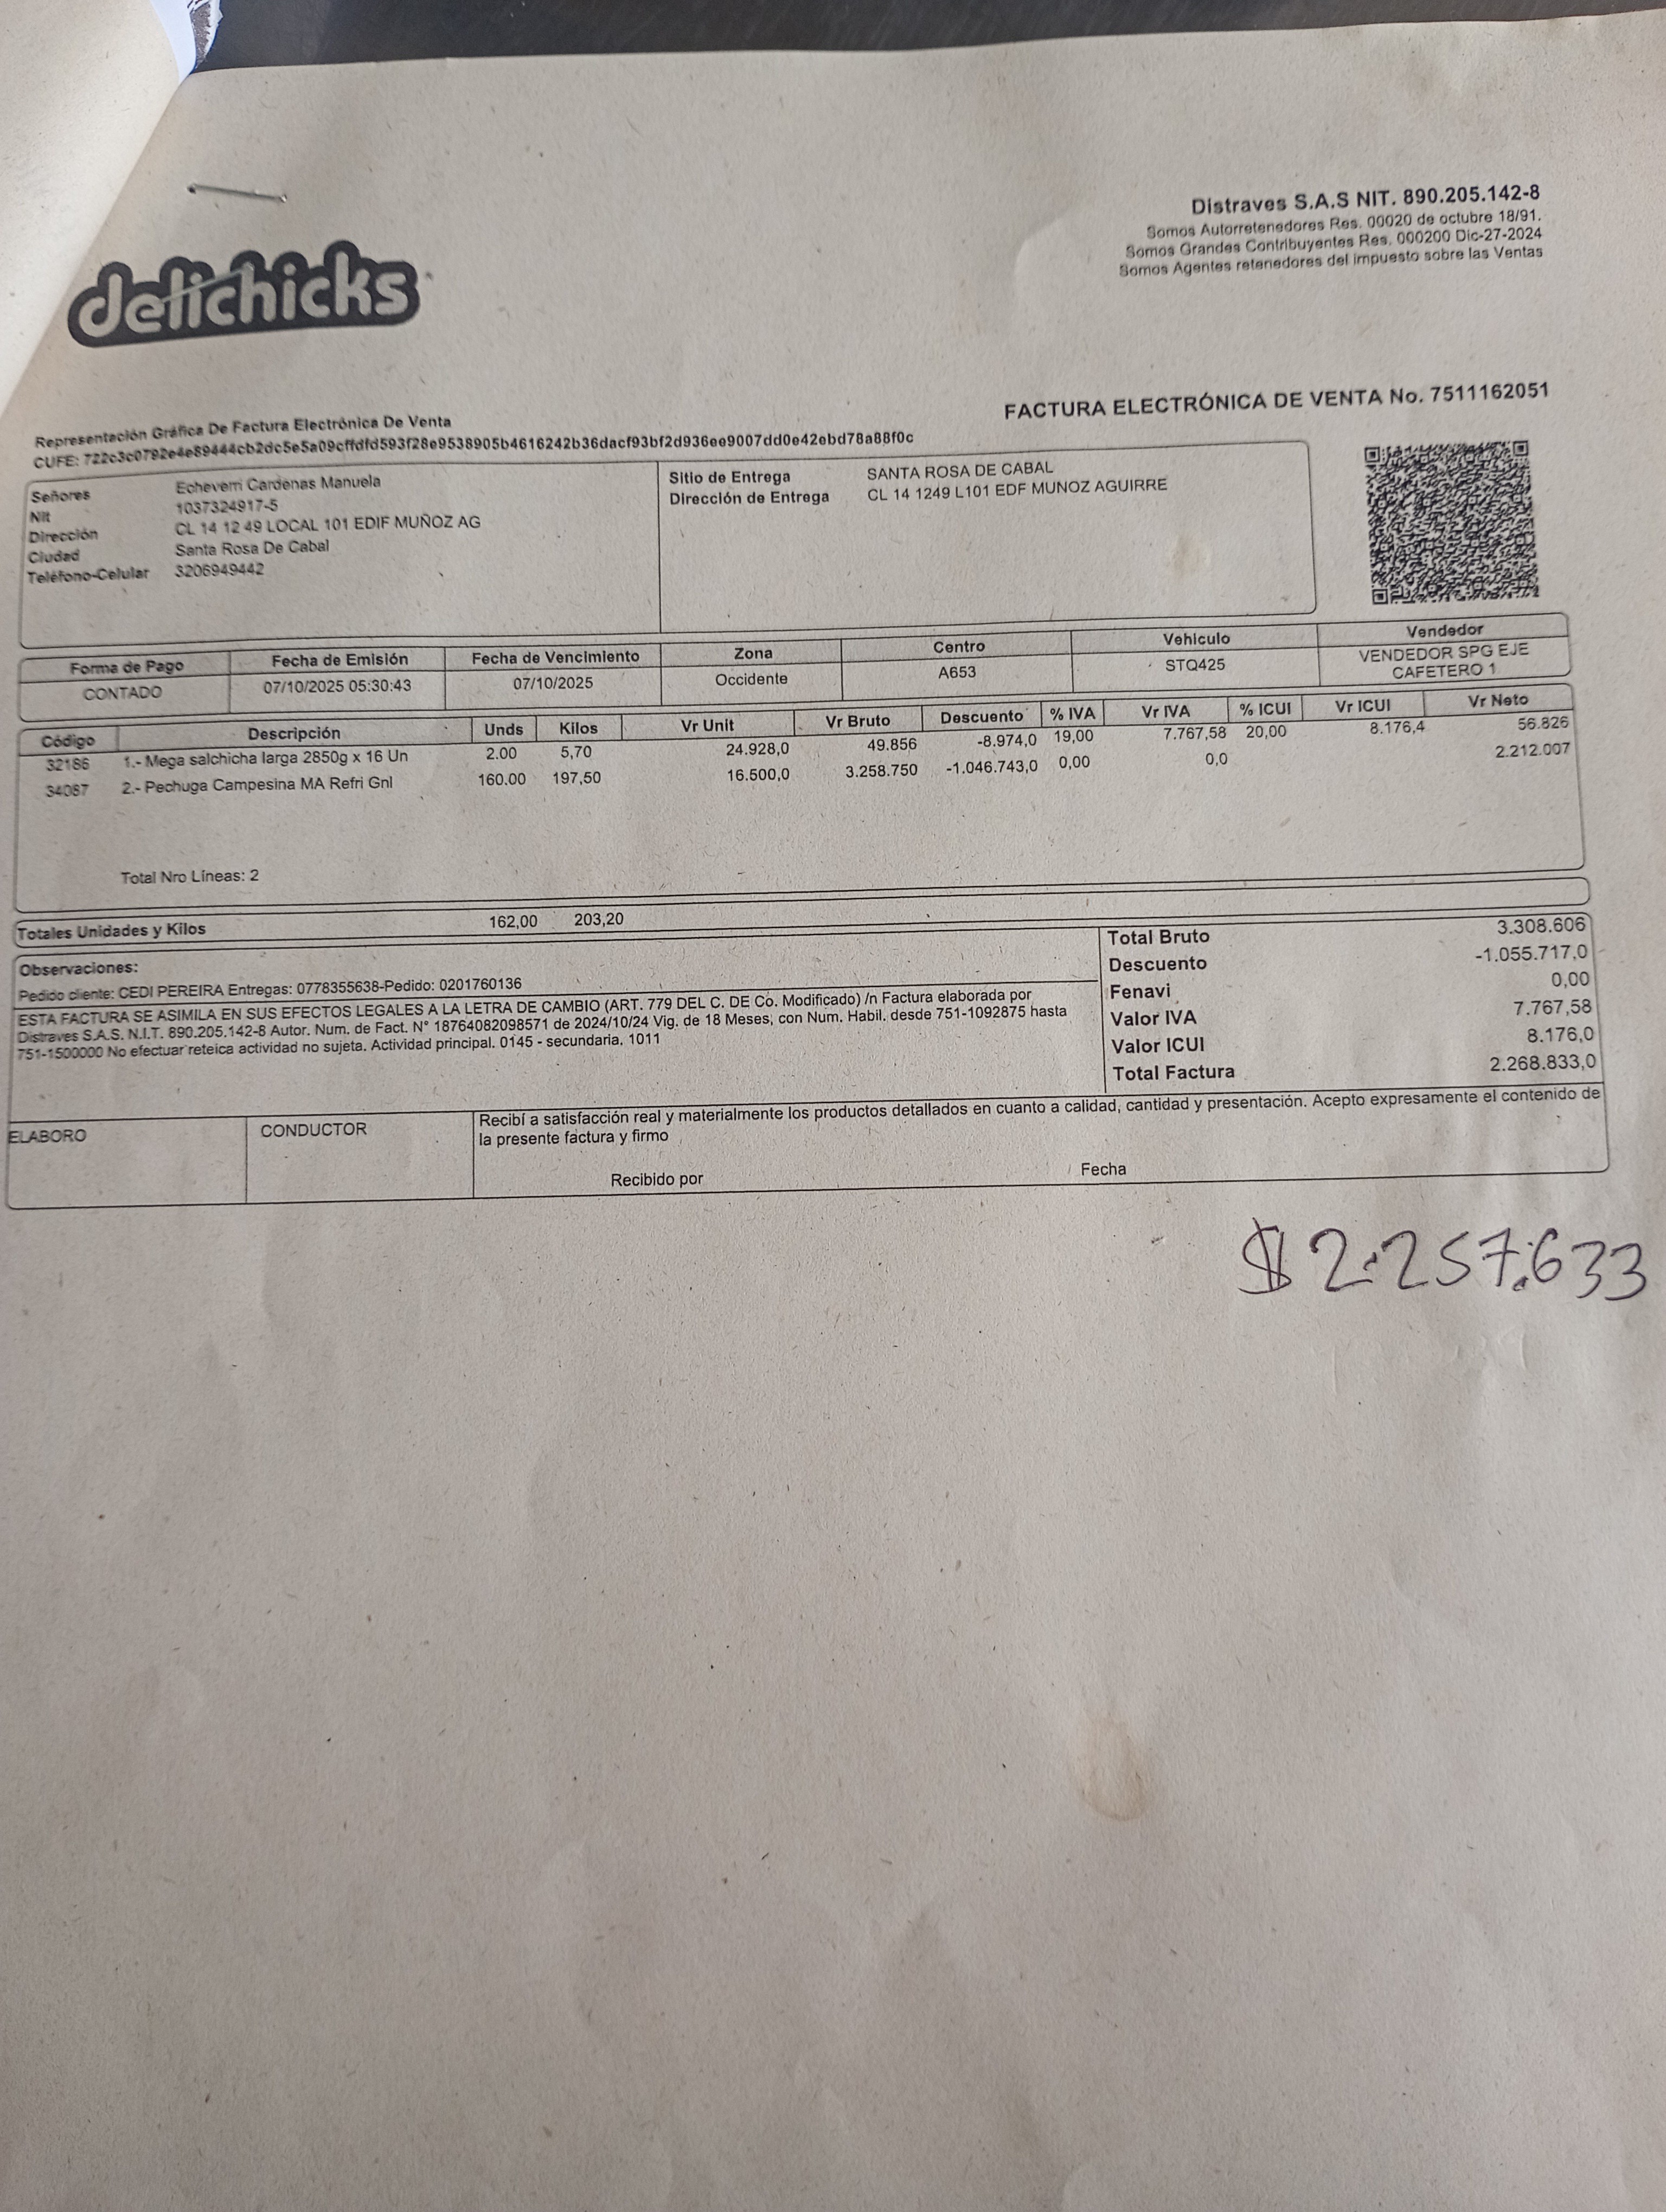 delichicks
Distraves S.A.S NIT. 890.205.142-8
Somos Autorretenedores Res. 00020 de octubre 18/91.
Somos Grandes Contribuyentes Res. 000200 Dic-27-2024
Somos Agentes retenedores del impuesto sobre las Ventas
FACTURA ELECTRÓNICA DE VENTA No. 7511162051
Representación Gráfica De Factura Electrónica De Venta
CUFE: 722c3c0792e4e89444cb2dc5e5a09cffdfd593f28e9538905b4616242b36dacf93bf2d936ee9007dd0e42ebd78a88f0c
Señores Echeverri Cardenas Manuela
Nit 1037324917-5
Dirección CL 14 12 49 LOCAL 101 EDIF MUÑOZ AG
Ciudad Santa Rosa De Cabal
Teléfono-Celular 3206949442
Sitio de Entrega SANTA ROSA DE CABAL
Dirección de Entrega CL 14 1249 L101 EDF MUNOZ AGUIRRE
Forma de Pago Fecha de Emisión Fecha de Vencimiento Zona Centro Vehiculo Vendedor
CONTADO 07/10/2025 05:30:43 07/10/2025 Occidente A653 STQ425 VENDEDOR SPG EJE
CAFETERO 1
Código Descripción Unds Kilos Vr Unit Vr Bruto Descuento % IVA Vr IVA % ICUI Vr ICUI Vr Neto
32186 1.- Mega salchicha larga 2850g x 16 Un 2.00 5,70 24.928,0 49.856 -8.974,0 19,00 7.767,58 20,00 8.176,4 56.826
34087 2.- Pechuga Campesina MA Refri Gnl 160.00 197,50 16.500,0 3.258.750 -1.046.743,0 0,00 0,0 2.212.007
Total Nro Líneas: 2
Totales Unidades y Kilos 162,00 203,20
Observaciones:
Pedido cliente: CEDI PEREIRA Entregas: 0778355638-Pedido: 0201760136
ESTA FACTURA SE ASIMILA EN SUS EFECTOS LEGALES A LA LETRA DE CAMBIO (ART. 779 DEL C. DE Co. Modificado) /n Factura elaborada por
Distraves S.A.S. N.I.T. 890.205.142-8 Autor. Num. de Fact. N° 18764082098571 de 2024/10/24 Vig. de 18 Meses, con Num. Habil. desde 751-1092875 hasta
751-1500000 No efectuar reteica actividad no sujeta. Actividad principal. 0145 - secundaria. 1011
Total Bruto 3.308.606
Descuento -1.055.717,0
Fenavi 0,00
Valor IVA 7.767,58
Valor ICUI 8.176,0
Total Factura 2.268.833,0
ELABORO
CONDUCTOR
Recibí a satisfacción real y materialmente los productos detallados en cuanto a calidad, cantidad y presentación. Acepto expresamente el contenido de
la presente factura y firmo
Recibido por Fecha
$ 2.257.633